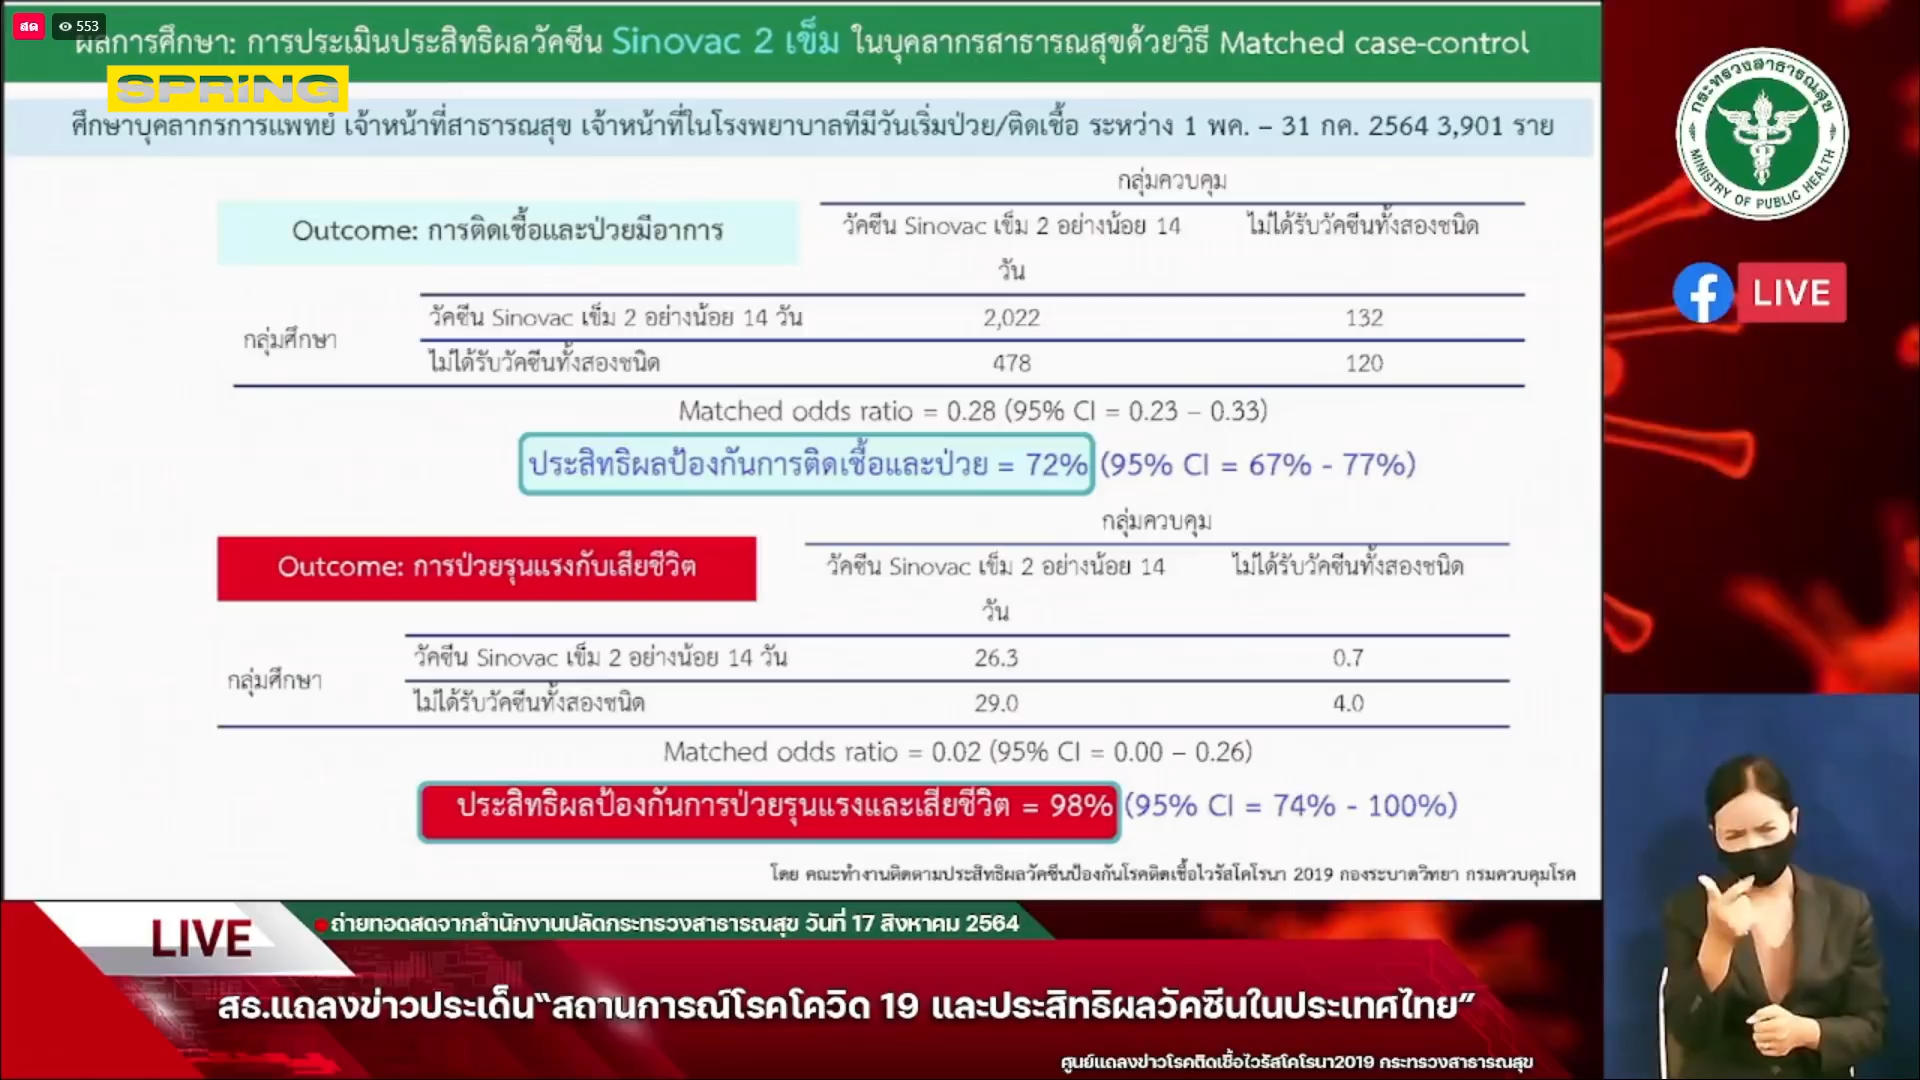 สด 553
ผลการศึกษา: การประเมินประสิทธิผลวัคซีน Sinovac 2 เข็ม ในบุคลากรสาธารณสุขด้วยวิธี Matched case-control
SPRiNG
ศึกษาบุคลากรการแพทย์ เจ้าหน้าที่สาธารณสุข เจ้าหน้าที่ในโรงพยาบาลที่มีวันเริ่มป่วย/ติดเชื้อ ระหว่าง 1 พค. – 31 กค. 2564 3,901 ราย
กลุ่มควบคุม
Outcome: การติดเชื้อและป่วยมีอาการ
วัคซีน Sinovac เข็ม 2 อย่างน้อย 14 ไม่ได้รับวัคซีนทั้งสองชนิด
วัน
กลุ่มศึกษา
วัคซีน Sinovac เข็ม 2 อย่างน้อย 14 วัน 2,022 132
ไม่ได้รับวัคซีนทั้งสองชนิด 478 120
Matched odds ratio = 0.28 (95% CI = 0.23 – 0.33)
ประสิทธิผลป้องกันการติดเชื้อและป่วย = 72% (95% CI = 67% - 77%)
กลุ่มควบคุม
Outcome: การป่วยรุนแรงกับเสียชีวิต
วัคซีน Sinovac เข็ม 2 อย่างน้อย 14 ไม่ได้รับวัคซีนทั้งสองชนิด
วัน
กลุ่มศึกษา
วัคซีน Sinovac เข็ม 2 อย่างน้อย 14 วัน 26.3 0.7
ไม่ได้รับวัคซีนทั้งสองชนิด 29.0 4.0
Matched odds ratio = 0.02 (95% CI = 0.00 – 0.26)
ประสิทธิผลป้องกันการป่วยรุนแรงและเสียชีวิต = 98% (95% CI = 74% - 100%)
โดย คณะทำงานติดตามประสิทธิผลวัคซีนป้องกันโรคติดเชื้อไวรัสโคโรนา 2019 กองระบาดวิทยา กรมควบคุมโรค
กระทรวงสาธารณสุข
MINISTRY OF PUBLIC HEALTH
f LIVE
LIVE
ถ่ายทอดสดจากสำนักงานปลัดกระทรวงสาธารณสุข วันที่ 17 สิงหาคม 2564
สธ.แถลงข่าวประเด็น“สถานการณ์โรคโควิด 19 และประสิทธิผลวัคซีนในประเทศไทย”
ศูนย์แถลงข่าวโรคติดเชื้อไวรัสโคโรนา2019 กระทรวงสาธารณสุข